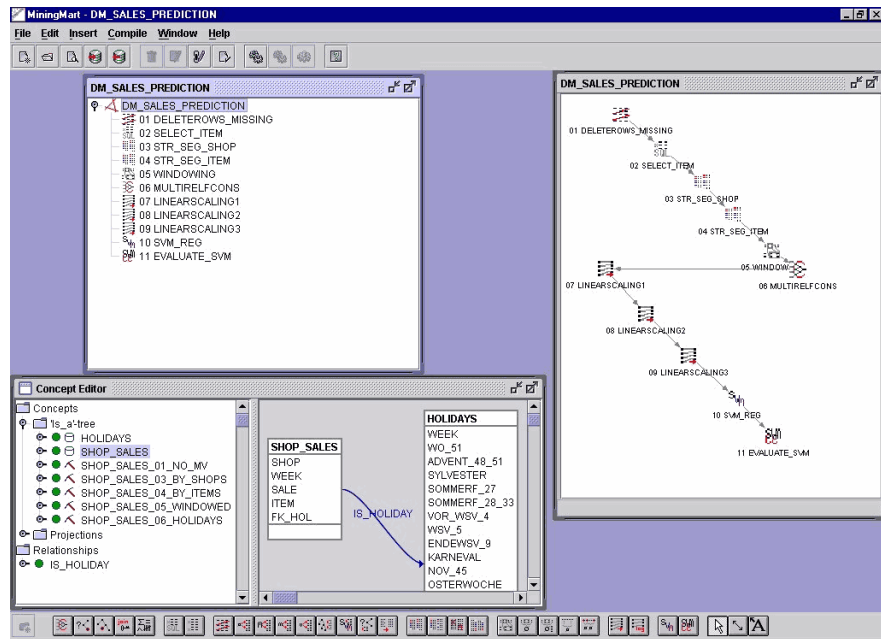 MiningMart - DM_SALES_PREDICTION
File Edit Insert Compile Window Help
DM_SALES_PREDICTION
DM_SALES_PREDICTION
01 DELETEROWS_MISSING
02 SELECT_ITEM
03 STR_SEG_SHOP
04 STR_SEG_ITEM
05 WINDOWING
06 MULTIRELFCONS
07 LINEARSCALING1
08 LINEARSCALING2
09 LINEARSCALING3
10 SVM_REG
11 EVALUATE_SVM
DM_SALES_PREDICTION
01 DELETEROWS_MISSING
02 SELECT_ITEM
03 STR_SEG_SHOP
04 STR_SEG_ITEM
05 WINDOW
06 MULTIRELFCONS
07 LINEARSCALING1
08 LINEARSCALING2
09 LINEARSCALING3
10 SVM_REG
11 EVALUATE_SVM
Concept Editor
Concepts
'Is_a'-tree
HOLIDAYS
SHOP_SALES
SHOP_SALES_01_NO_MV
SHOP_SALES_03_BY_SHOPS
SHOP_SALES_04_BY_ITEMS
SHOP_SALES_05_WINDOWED
SHOP_SALES_06_HOLIDAYS
Projections
Relationships
IS_HOLIDAY
SHOP_SALES
SHOP
WEEK
SALE
ITEM
FK_HOL
IS_HOLIDAY
HOLIDAYS
WEEK
WO_51
ADVENT_48_51
SYLVESTER
SOMMERF_27
SOMMERF_28_33
VOR_WSV_4
WSV_5
ENDEWSV_9
KARNEVAL
NOV_45
OSTERWOCHE